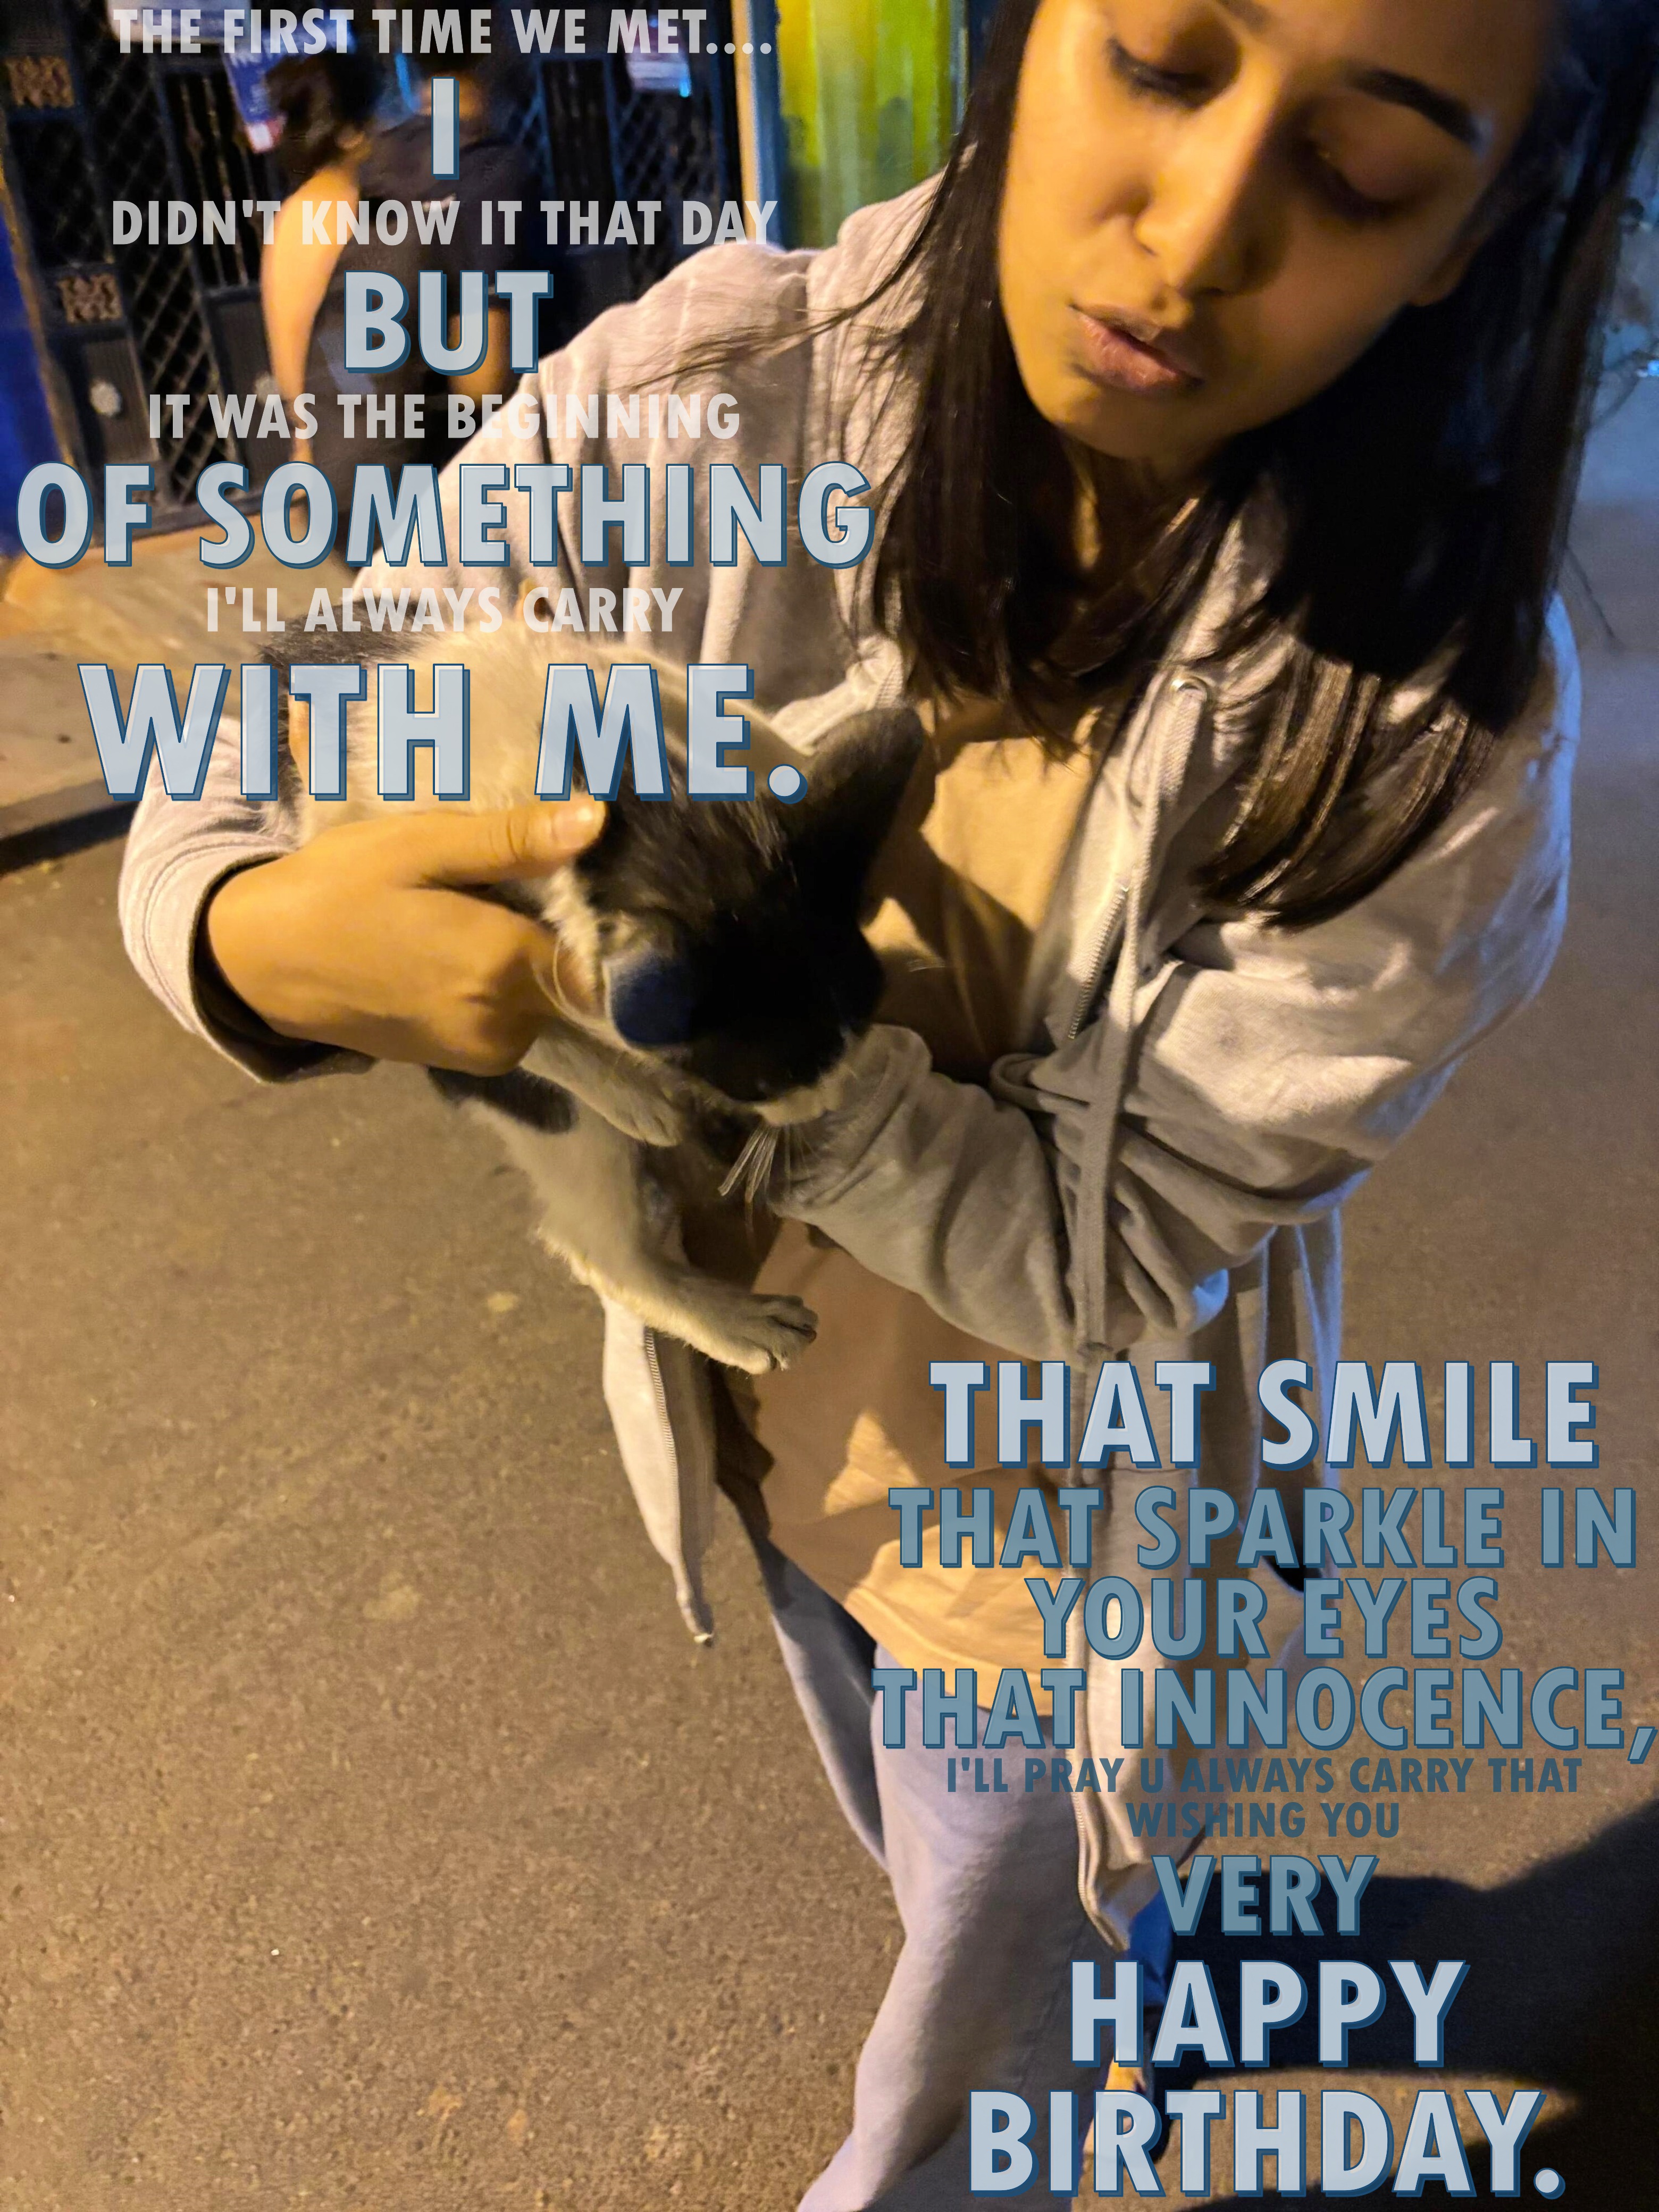 THE FIRST TIME WE MET....
I
DIDN'T KNOW IT THAT DAY
BUT
IT WAS THE BEGINNING
OF SOMETHING
I'LL ALWAYS CARRY
WITH ME.
THAT SMILE
THAT SPARKLE IN
YOUR EYES
THAT INNOCENCE,
I'LL PRAY U ALWAYS CARRY THAT
WISHING YOU
VERY
HAPPY
BIRTHDAY.